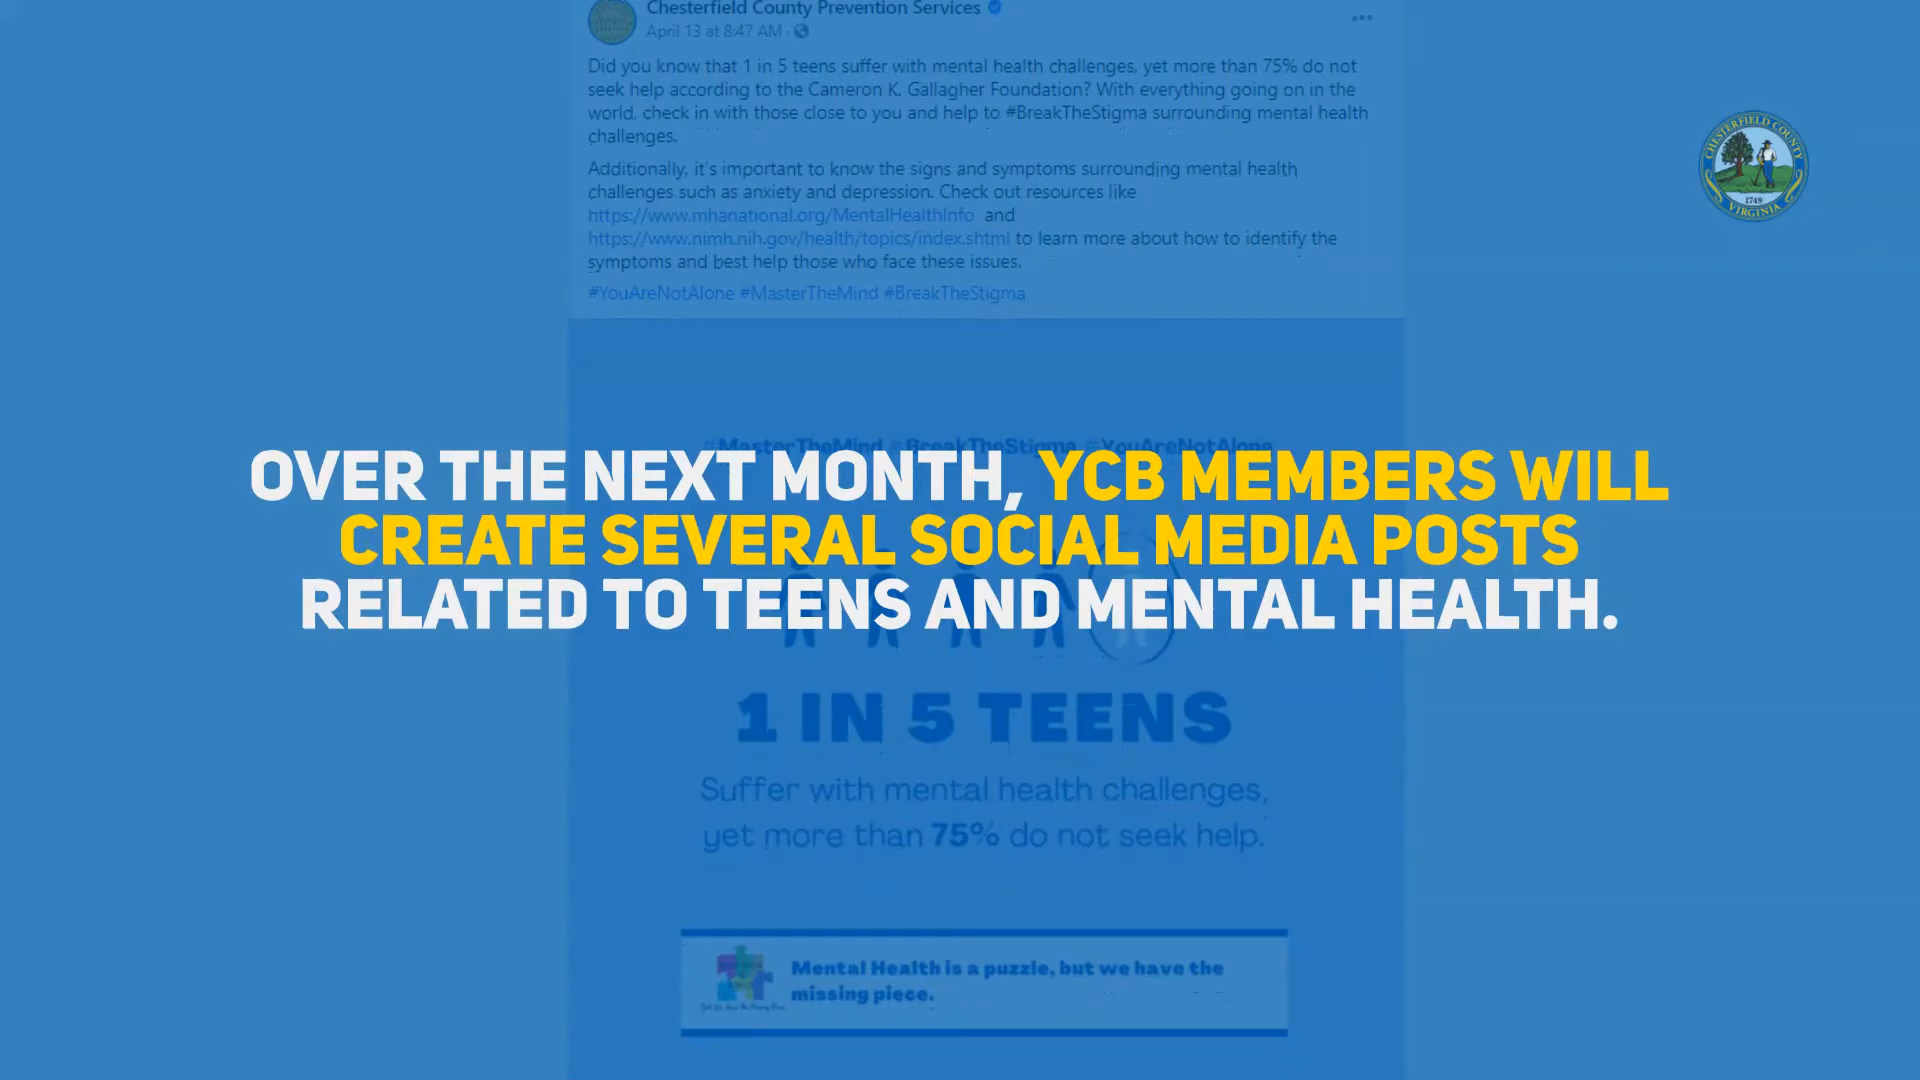 Chesterfield County Prevention Services
April 13 at 8:47 AM ·
Did you know that 1 in 5 teens suffer with mental health challenges, yet more than 75% do not
seek help according to the Cameron K. Gallagher Foundation? With everything going on in the
world, check in with those close to you and help to #BreakTheStigma surrounding mental health
challenges.
Additionally, it's important to know the signs and symptoms surrounding mental health
challenges such as anxiety and depression. Check out resources like
https://www.mhanational.org/MentalHealthInfo and
https://www.nimh.nih.gov/health/topics/index.shtml to learn more about how to identify the
symptoms and best help those who face these issues.
#YouAreNotAlone #MasterTheMind #BreakTheStigma
CHESTERFIELD COUNTY
1749
VIRGINIA
#MasterTheMind #BreakTheStigma #YouAreNotAlone
OVER THE NEXT MONTH, YCB MEMBERS WILL
CREATE SEVERAL SOCIAL MEDIA POSTS
RELATED TO TEENS AND MENTAL HEALTH.
1 IN 5 TEENS
Suffer with mental health challenges,
yet more than 75% do not seek help.
Mental Health is a puzzle, but we have the
missing piece.